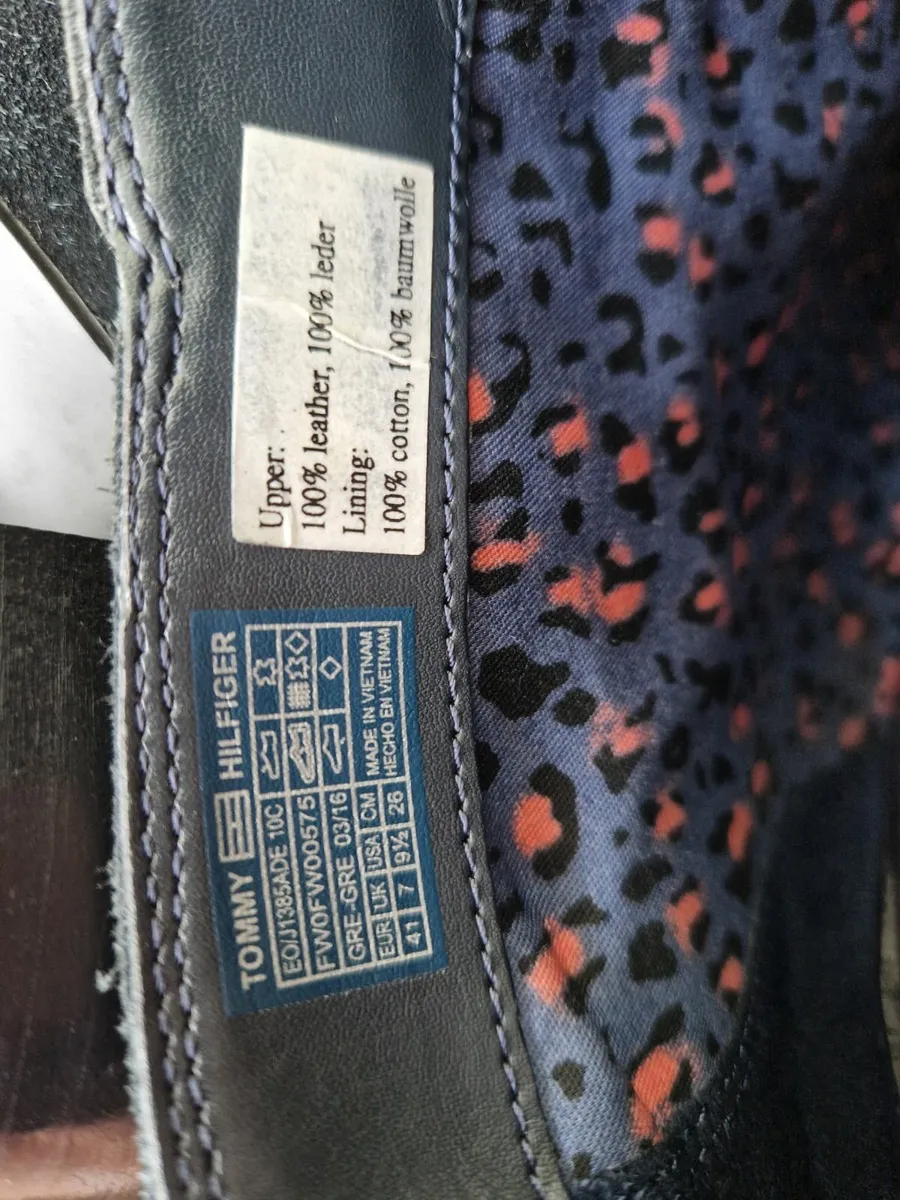 Upper:
100% leather, 100% leder
Lining:
100% cotton, 100% baumwolle
TOMMY HILFIGER
EO/J1385ADE 10C
FW0FW00575
GRE-GRE 03/16
EUR UK USA CM
41 7 9½ 26
MADE IN VIETNAM
HECHO EN VIETNAM